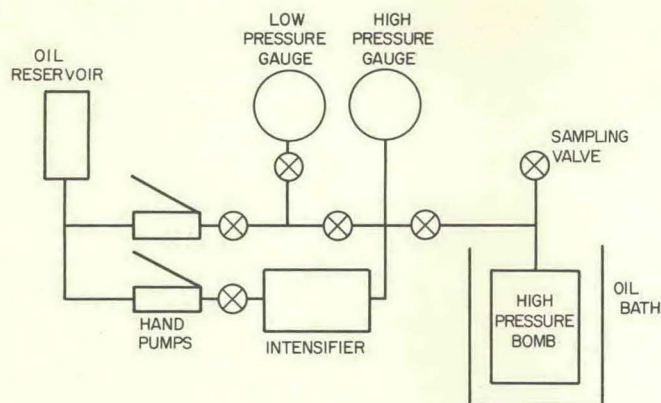 OIL
RESERVOIR
LOW
PRESSURE
GAUGE
HIGH
PRESSURE
GAUGE
SAMPLING
VALVE
HAND
PUMPS
INTENSIFIER
HIGH
PRESSURE
BOMB
OIL
BATH